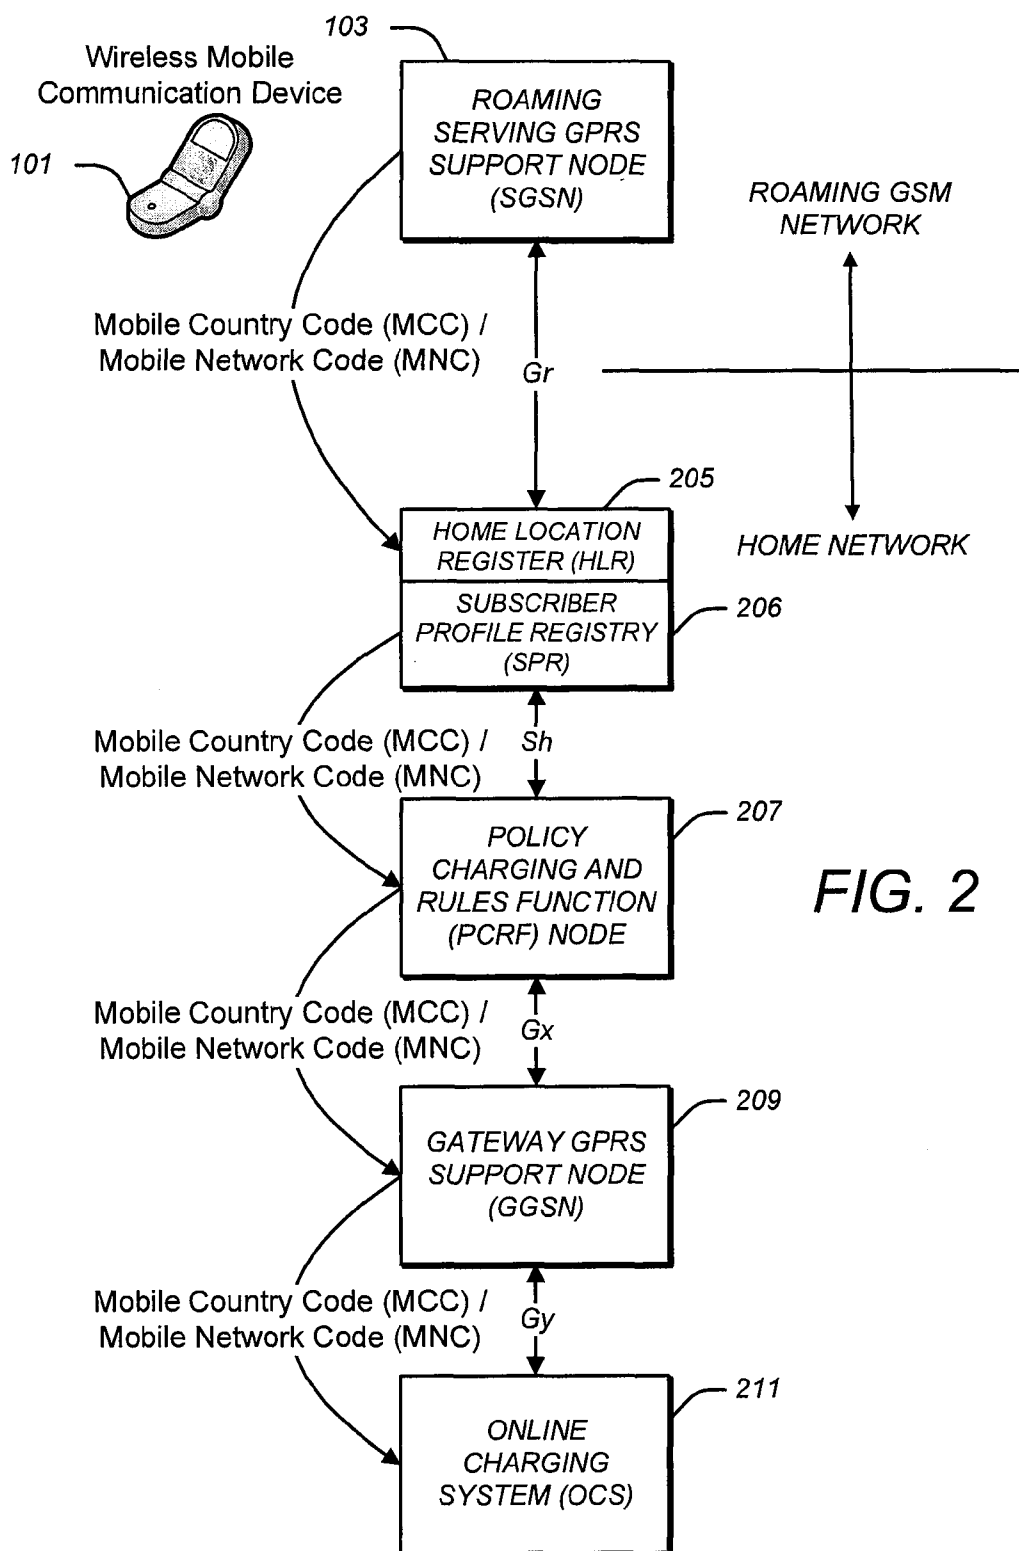 103
Wireless Mobile
Communication Device
101
ROAMING
SERVING GPRS
SUPPORT NODE
(SGSN)
ROAMING GSM
NETWORK
Mobile Country Code (MCC) /
Mobile Network Code (MNC)
Gr
205
HOME LOCATION
REGISTER (HLR)
HOME NETWORK
SUBSCRIBER
PROFILE REGISTRY
(SPR)
206
Mobile Country Code (MCC) /
Mobile Network Code (MNC)
Sh
207
POLICY
CHARGING AND
RULES FUNCTION
(PCRF) NODE
FIG. 2
Mobile Country Code (MCC) /
Mobile Network Code (MNC)
Gx
209
GATEWAY GPRS
SUPPORT NODE
(GGSN)
Mobile Country Code (MCC) /
Mobile Network Code (MNC)
Gy
211
ONLINE
CHARGING
SYSTEM (OCS)